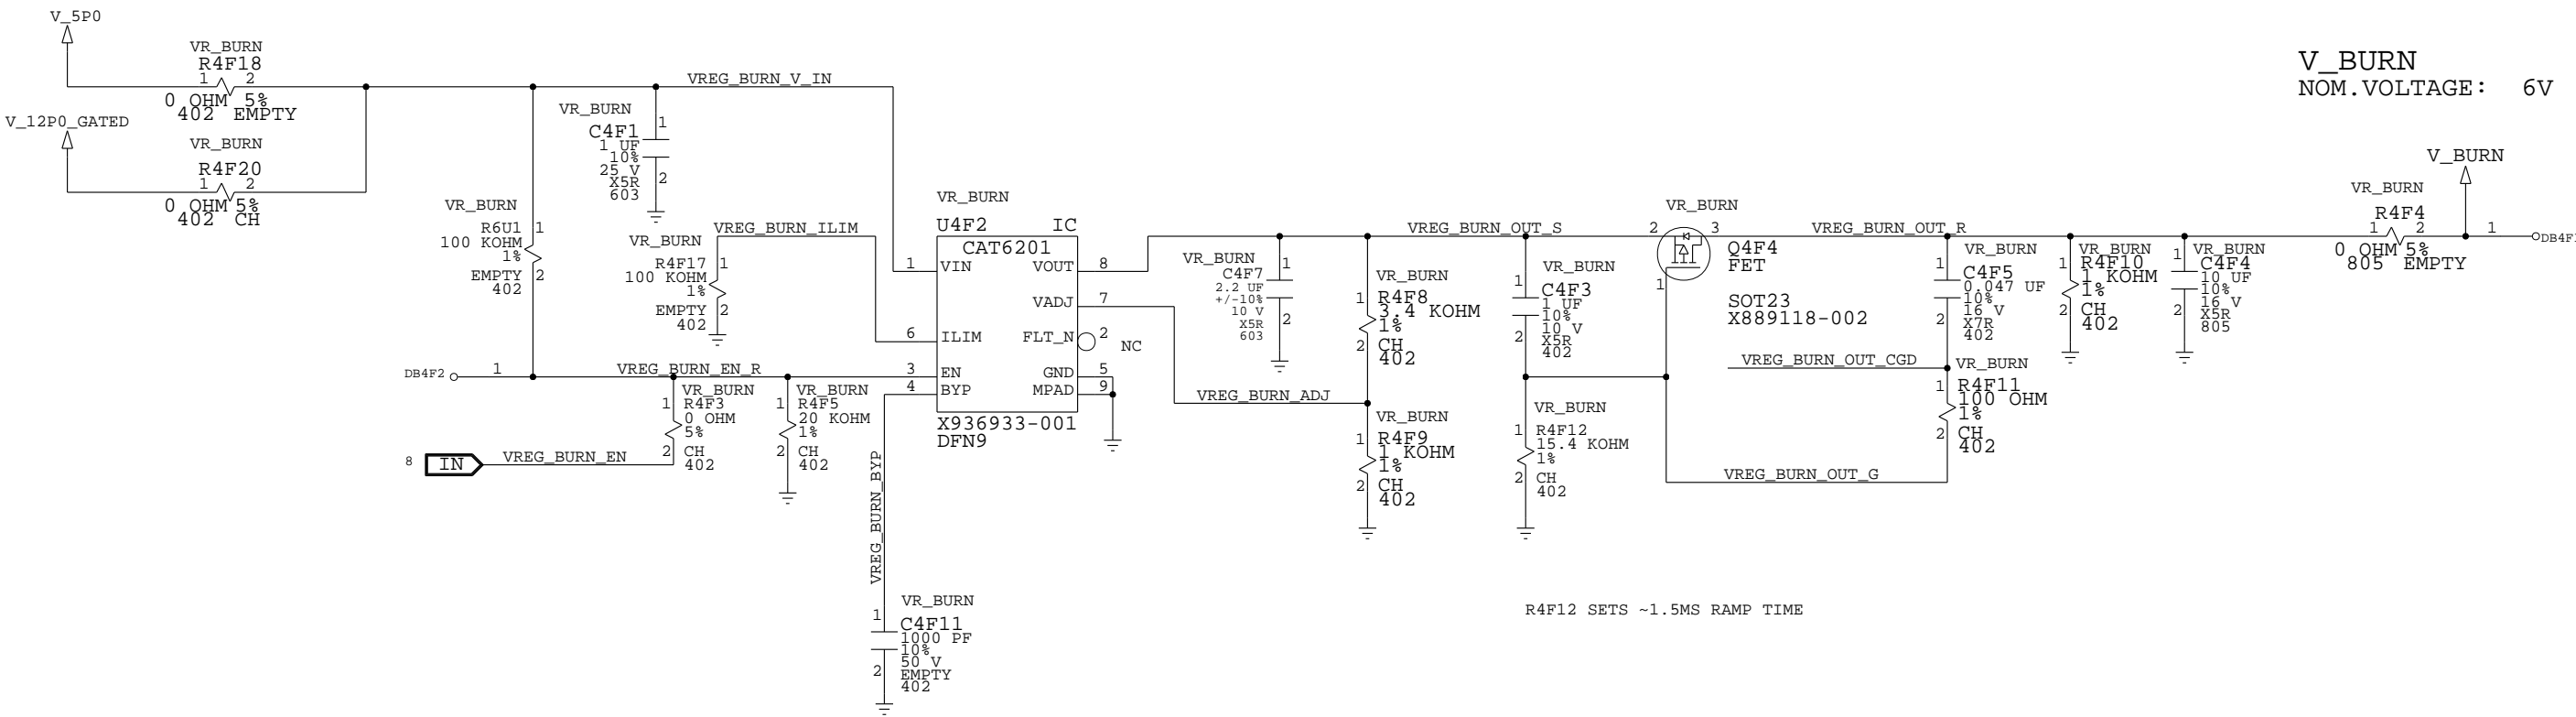 V_5P0
VR_BURN
R4F18
1 2
0 OHM 5%
402 EMPTY
V_12P0_GATED
VR_BURN
R4F20
1 2
0 OHM 5%
402 CH
VREG_BURN_V_IN
VR_BURN
C4F1
1 UF
10%
25 V
X5R
603
1
2
VR_BURN
R6U1
100 KOHM
1%
EMPTY
402
1
2
VR_BURN
R4F17
100 KOHM
1%
EMPTY
402
1
2
VREG_BURN_ILIM
DB4F2
1
VREG_BURN_EN_R
VR_BURN
R4F3
0 OHM
5%
CH
402
1
2
VR_BURN
R4F5
20 KOHM
1%
CH
402
1
2
8 IN
VREG_BURN_EN
VREG_BURN_BYP
VR_BURN
C4F11
1000 PF
10%
50 V
EMPTY
402
1
2
VR_BURN
U4F2 IC
CAT6201
1 VIN VOUT 8
VADJ 7
6 ILIM FLT_N 2
NC
3 EN GND 5
4 BYP MPAD 9
X936933-001
DFN9
VREG_BURN_OUT_S
VR_BURN
C4F7
2.2 UF
+/-10%
10 V
X5R
603
1
2
VR_BURN
R4F8
3.4 KOHM
1%
CH
402
1
2
VREG_BURN_ADJ
VR_BURN
R4F9
1 KOHM
1%
CH
402
1
2
VR_BURN
C4F3
1 UF
10%
10 V
X5R
402
1
2
VR_BURN
R4F12
15.4 KOHM
1%
CH
402
1
2
VR_BURN
2 3
1
Q4F4
FET
SOT23
X889118-002
VREG_BURN_OUT_R
VREG_BURN_OUT_CGD
VREG_BURN_OUT_G
VR_BURN
C4F5
0.047 UF
10%
16 V
X7R
402
1
2
VR_BURN
R4F11
100 OHM
1%
CH
402
1
2
VR_BURN
R4F10
1 KOHM
1%
CH
402
1
2
VR_BURN
C4F4
10 UF
10%
16 V
X5R
805
1
2
V_BURN
NOM.VOLTAGE: 6V
V_BURN
VR_BURN
R4F4
1 2
0 OHM 5%
805 EMPTY
1
R4F12 SETS ~1.5MS RAMP TIME